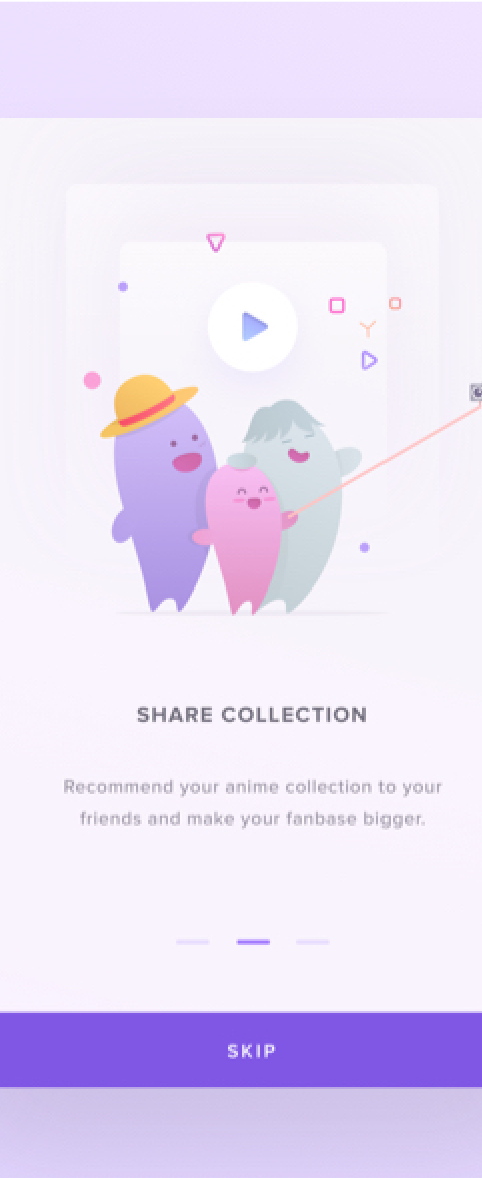 SHARE COLLECTION
Recommend your anime collection to your
friends and make your fanbase bigger.
SKIP